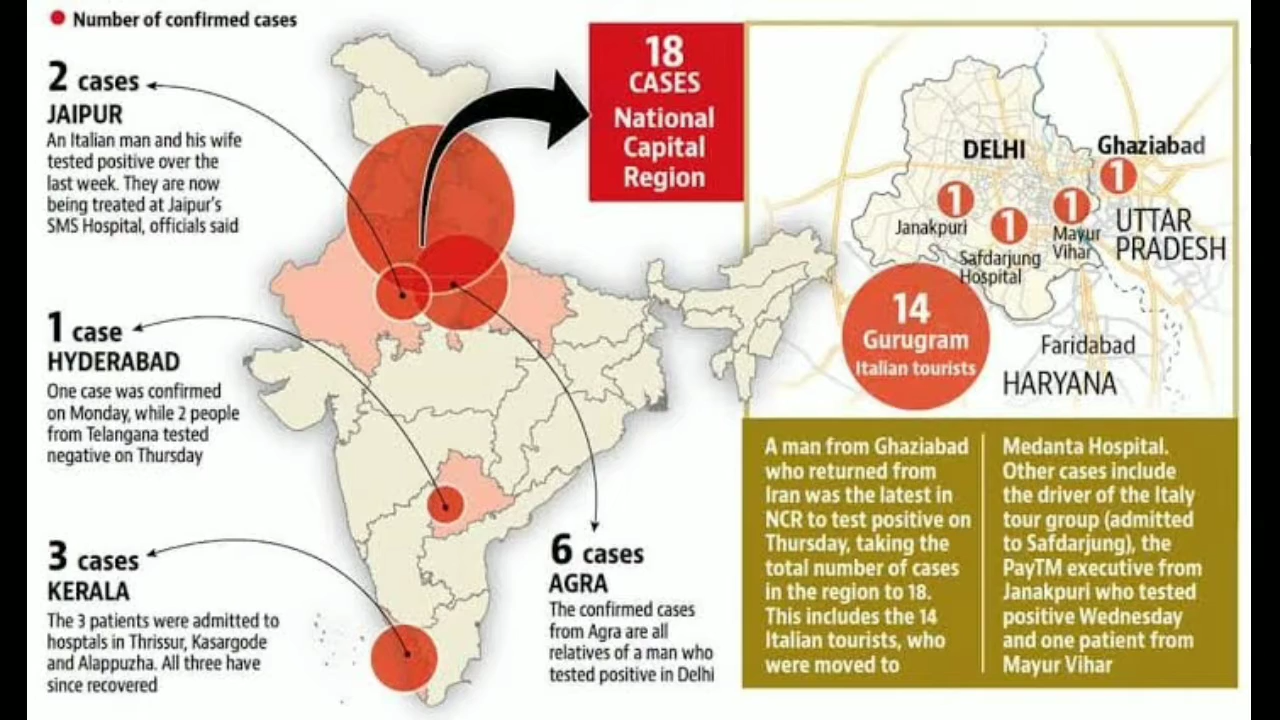 Number of confirmed cases
2 cases
JAIPUR
An Italian man and his wife
tested positive over the
last week. They are now
being treated at Jaipur's
SMS Hospital, officials said
1 case
HYDERABAD
One case was confirmed
on Monday, while 2 people
from Telangana tested
negative on Thursday
3 cases
KERALA
The 3 patients were admitted to
hosptals in Thrissur, Kasargode
and Alappuzha. All three have
since recovered
6 cases
AGRA
The confirmed cases
from Agra are all
relatives of a man who
tested positive in Delhi
18
CASES
National
Capital
Region
DELHI
Ghaziabad
1
1
Janakpuri
1
Safdarjung
Hospital
1
Mayur
Vihar
UTTAR
PRADESH
14
Gurugram
Italian tourists
Faridabad
HARYANA
A man from Ghaziabad
who returned from
Iran was the latest in
NCR to test positive on
Thursday, taking the
total number of cases
in the region to 18.
This includes the 14
Italian tourists, who
were moved to
Medanta Hospital.
Other cases include
the driver of the Italy
tour group (admitted
to Safdarjung), the
PayTM executive from
Janakpuri who tested
positive Wednesday
and one patient from
Mayur Vihar